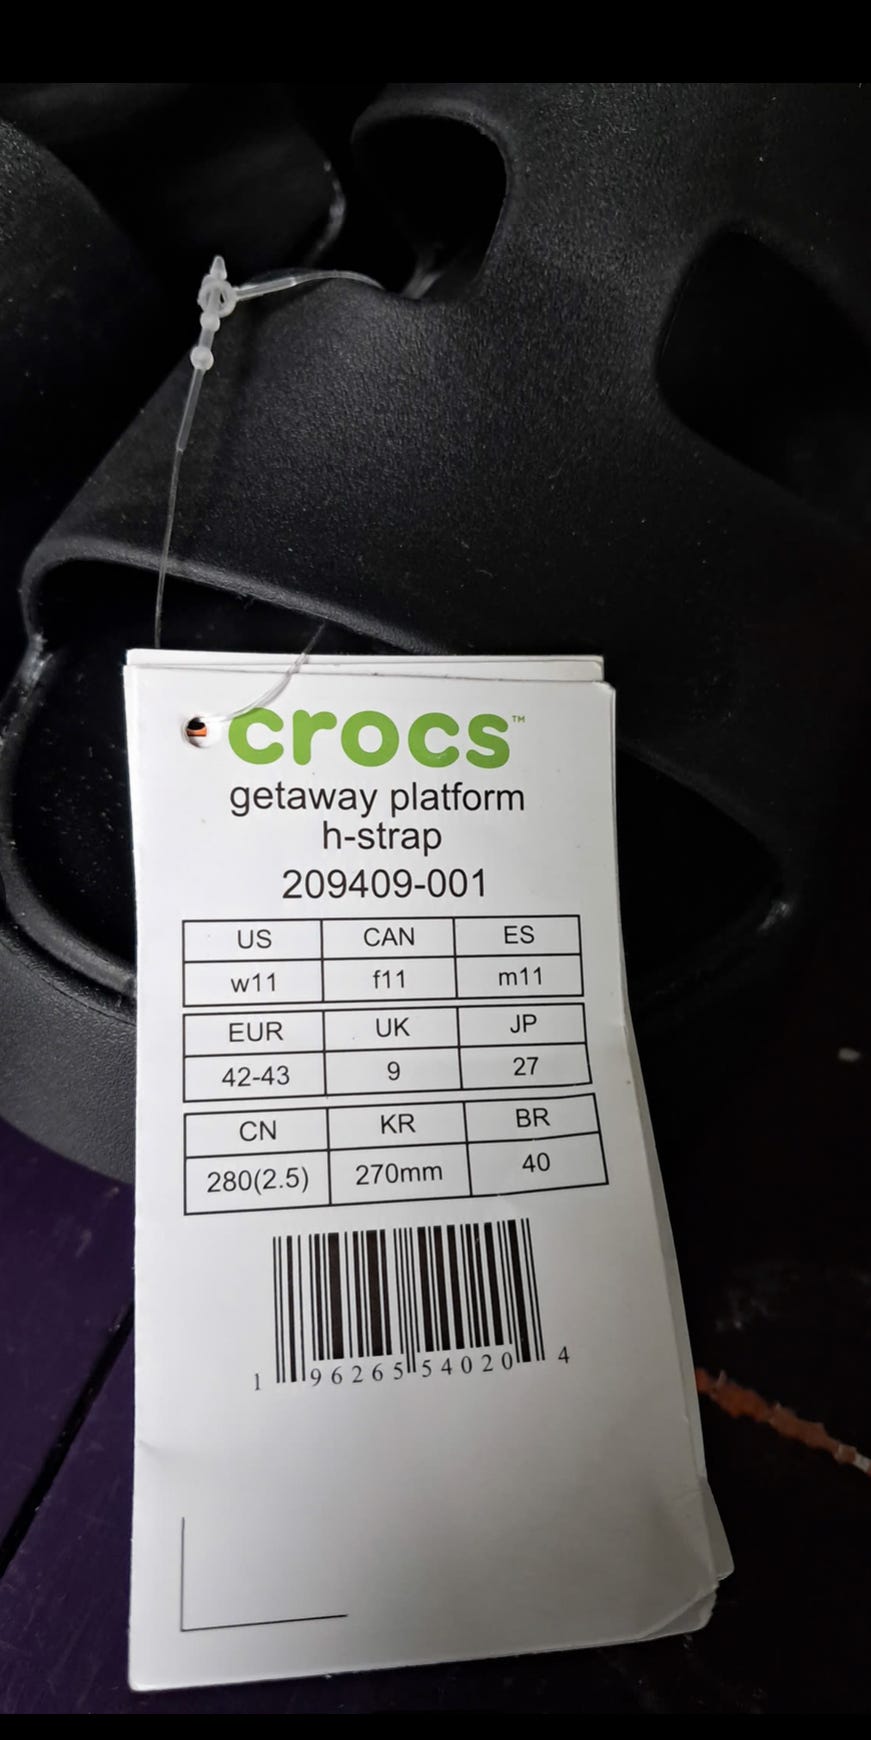 crocs™
getaway platform
h-strap
209409-001
US CAN ES
w11 f11 m11
EUR UK JP
42-43 9 27
CN KR BR
280(2.5) 270mm 40
1 96265 54020 4